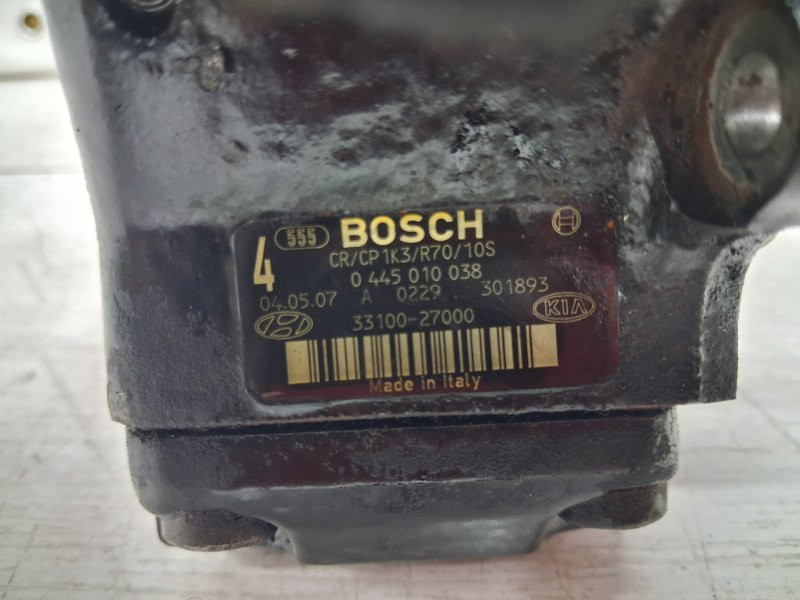 4 555 BOSCH
CR/CP1K3/R70/10S
0 445 010 038
04.05.07 A 0229 301893
33100-27000 KIA
Made in Italy